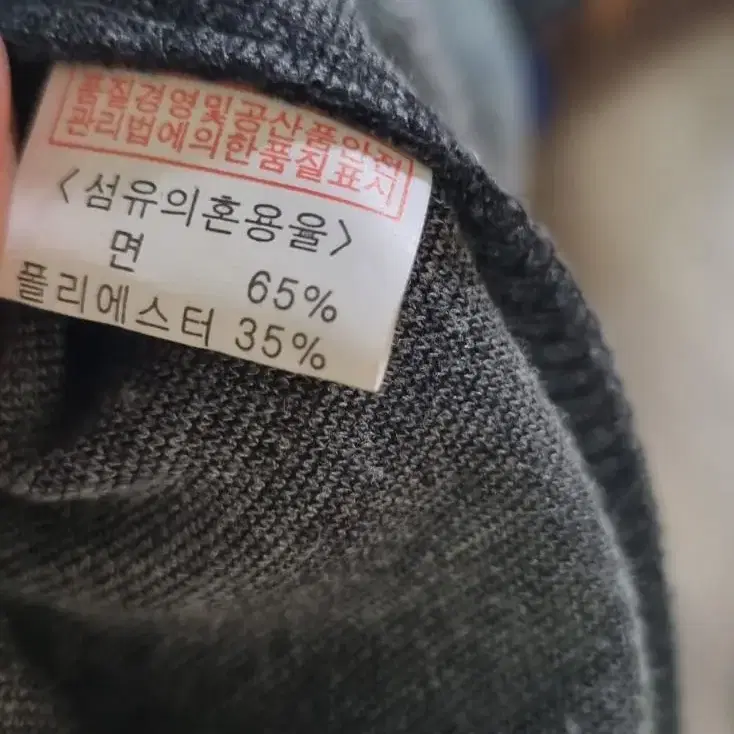 품질경영및공산품안전
관리법에의한품질표시
〈섬유의혼용율〉
면 65%
폴리에스터 35%